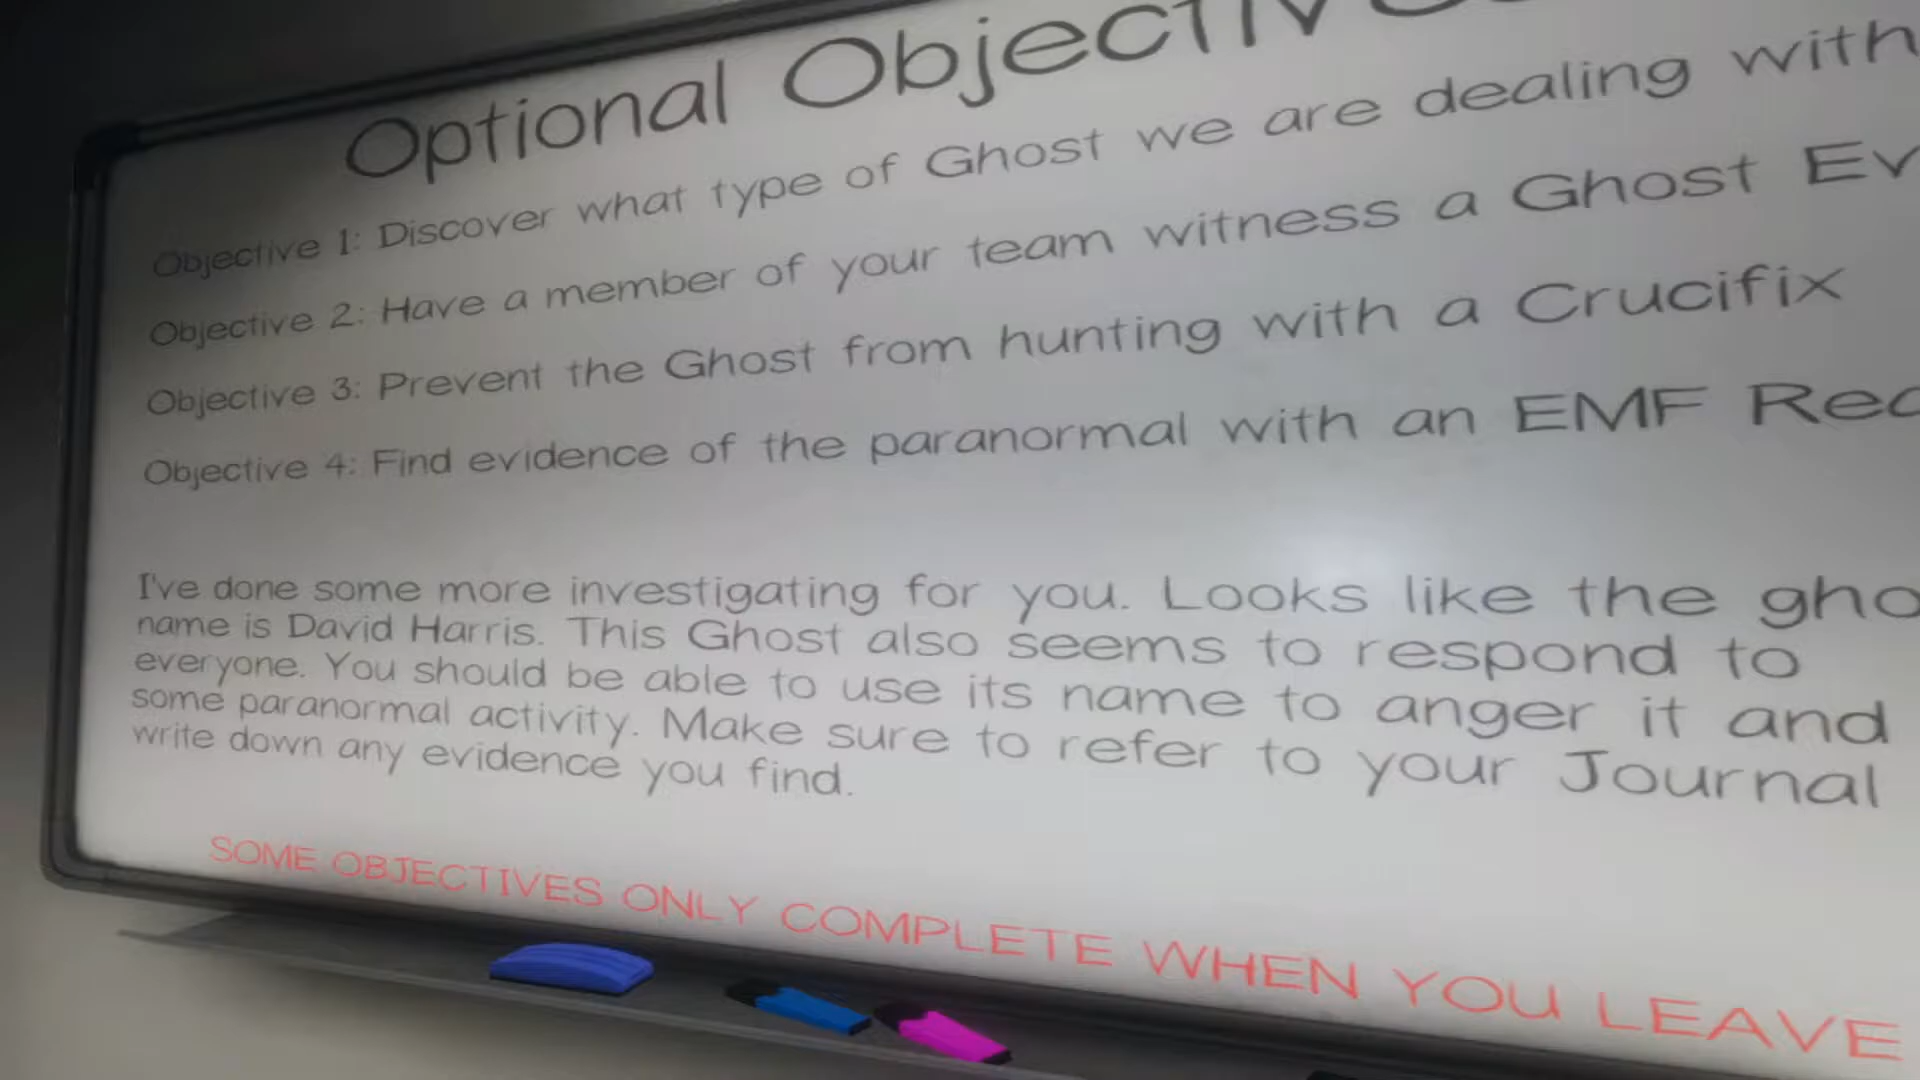 Optional
Objective 1: Discover what type of Ghost we are dealing with
Objective 2: Have a member of your team witness a Ghost
Objective 3: Prevent the Ghost from hunting with a Crucifix
Objective 4: Find evidence of the paranormal with an EMF
I've done some more investigating for you. Looks like the
name is David Harris. This Ghost also seems to respond to
everyone. You should be able to use its name to anger it and
some paranormal activity. Make sure to refer to your Journal
write down any evidence you find.
SOME OBJECTIVES ONLY COMPLETE WHEN YOU LEAVE